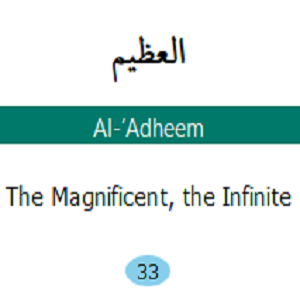 العظيم
Al-'Adheem
The Magnificent, the Infinite
33